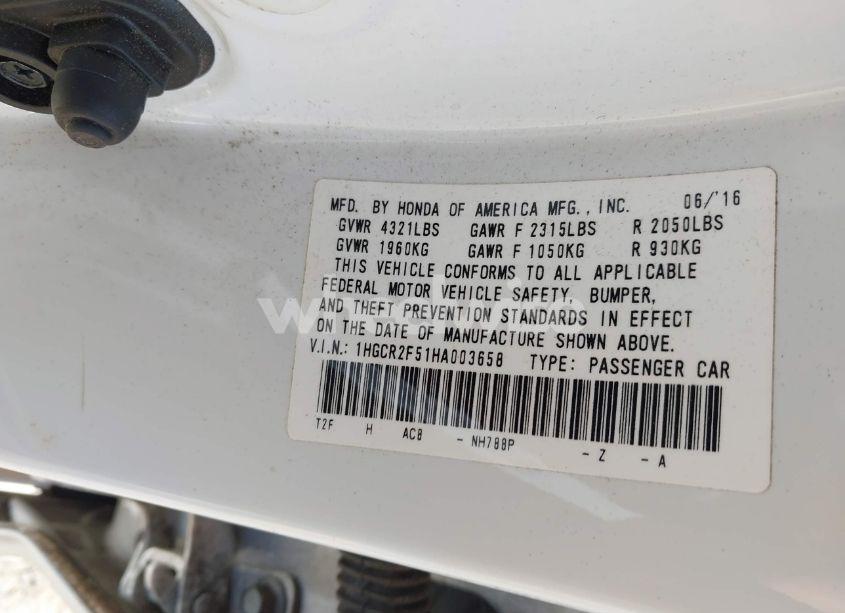 MFD. BY HONDA OF AMERICA MFG., INC. 06/'16
GVWR 4321LBS GAWR F 2315LBS R 2050LBS
GVWR 1960KG GAWR F 1050KG R 930KG
THIS VEHICLE CONFORMS TO ALL APPLICABLE
FEDERAL MOTOR VEHICLE SAFETY, BUMPER,
AND THEFT PREVENTION STANDARDS IN EFFECT
ON THE DATE OF MANUFACTURE SHOWN ABOVE.
V.I.N.: 1HGCR2F51HA003658 TYPE: PASSENGER CAR
T2F H AC8 - NH788P - Z - A